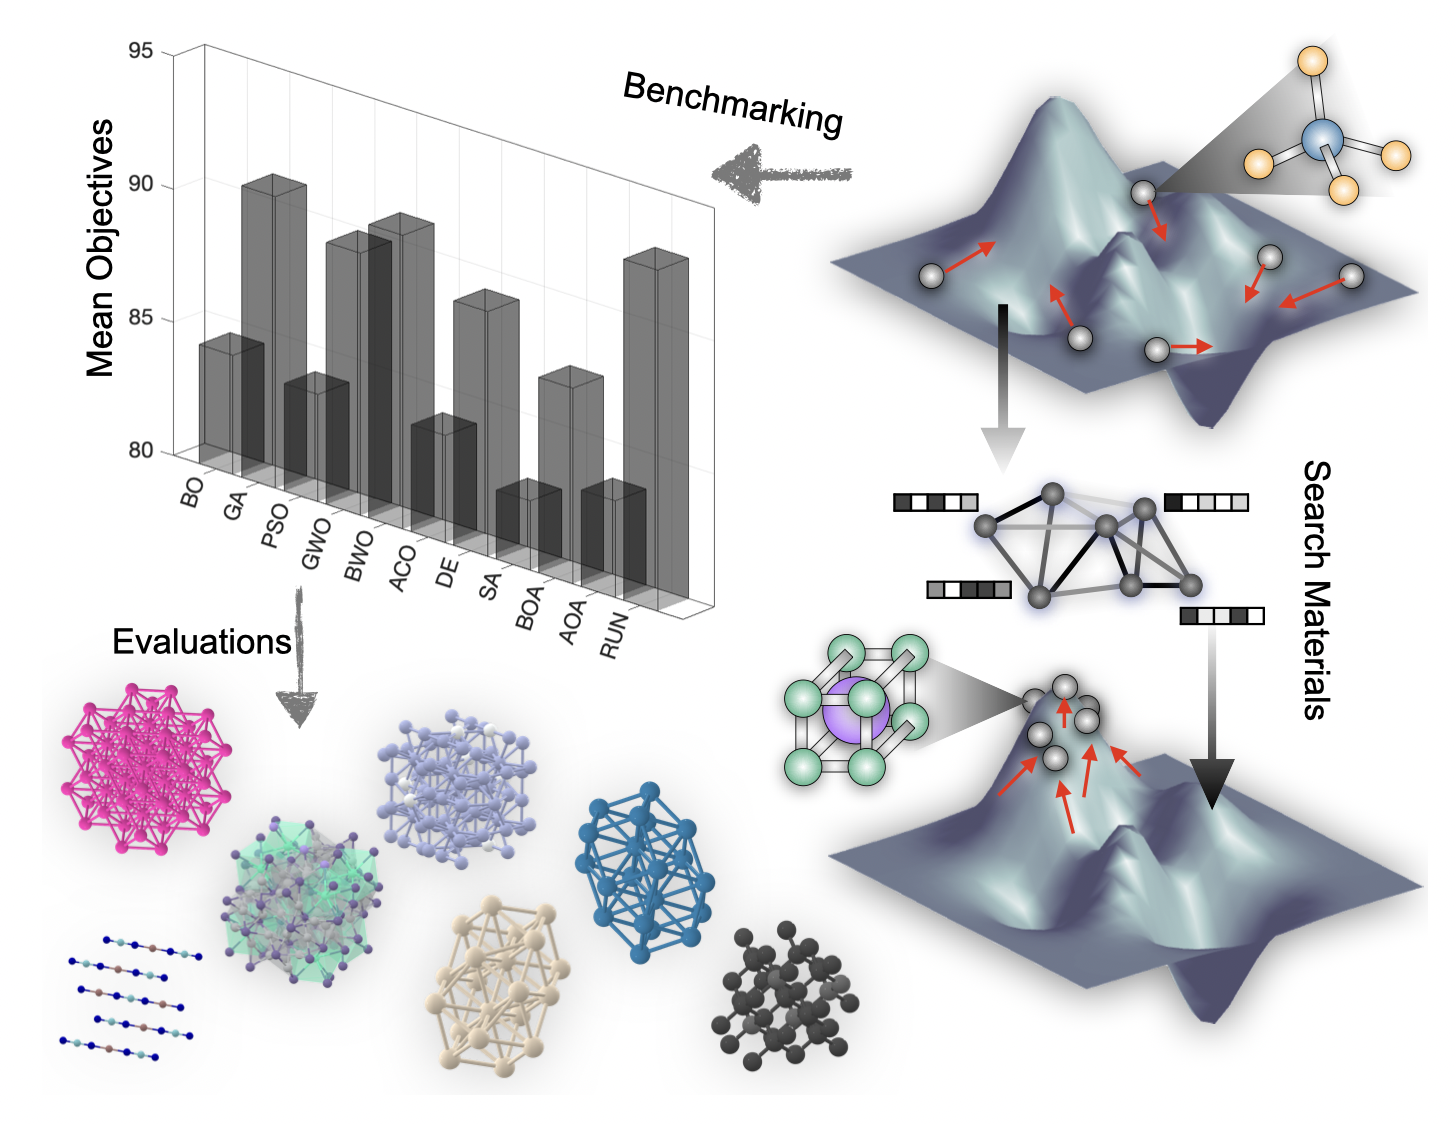 Benchmarking
Mean Objectives
95
90
85
80
BO
GA
PSO
GWO
BWO
ACO
DE
SA
BOA
AOA
RUN
Evaluations
Search Materials